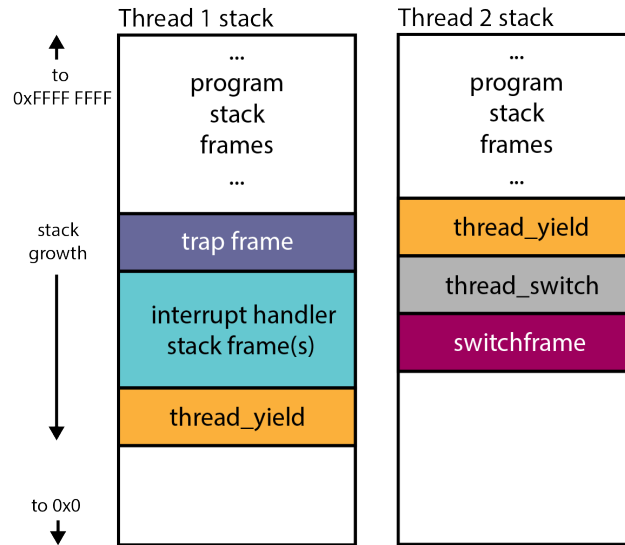 Thread 1 stack
Thread 2 stack
to
0xFFFF FFFF
...
program
stack
frames
...
...
program
stack
frames
...
stack
growth
trap frame
interrupt handler
stack frame(s)
thread_yield
thread_yield
thread_switch
switchframe
to 0x0